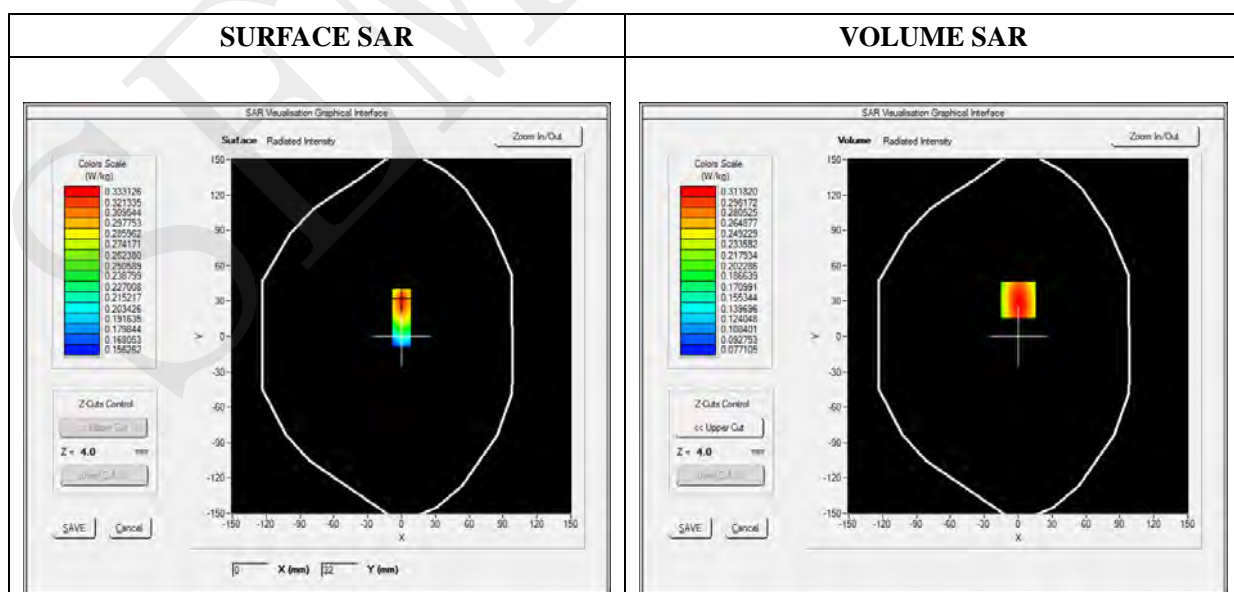 SURFACE SAR
VOLUME SAR
SAR Visualisation Graphical Interface
Surface Radiated Intensity
Zoom In/Out
Colors Scale
(W/kg)
0.333126
0.321335
0.309544
0.297753
0.285962
0.274171
0.262380
0.250589
0.238799
0.227008
0.215217
0.203426
0.191635
0.179844
0.168053
0.156262
150
120
90
60
30
0
-30
-60
-90
-120
-150
Y
-150 -120 -90 -60 -30 0 30 60 90 120 150
X
Z-Cuts Control
<< Upper Cut
Z = 4.0 mm
SAVE Cancel
0 X (mm) 32 Y (mm)
SAR Visualisation Graphical Interface
Volume Radiated Intensity
Zoom In/Out
Colors Scale
(W/kg)
0.311820
0.296172
0.280525
0.264877
0.249229
0.233582
0.217934
0.202286
0.186639
0.170991
0.155344
0.139696
0.124048
0.108401
0.092753
0.077105
150
120
90
60
30
0
-30
-60
-90
-120
-150
Y
-150 -120 -90 -60 -30 0 30 60 90 120 150
X
Z-Cuts Control
<< Upper Cut
Z = 4.0 mm
SAVE Cancel